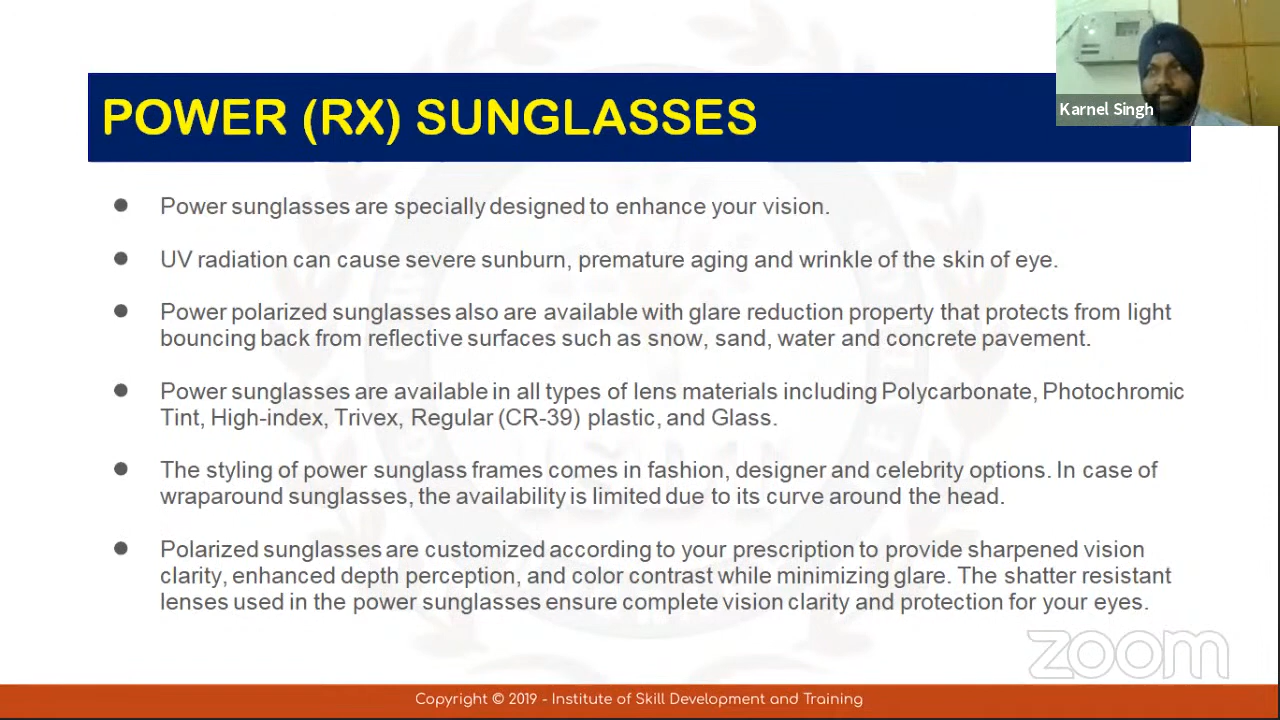 POWER (RX) SUNGLASSES
Karnel Singh
● Power sunglasses are specially designed to enhance your vision.
● UV radiation can cause severe sunburn, premature aging and wrinkle of the skin of eye.
● Power polarized sunglasses also are available with glare reduction property that protects from light
bouncing back from reflective surfaces such as snow, sand, water and concrete pavement.
● Power sunglasses are available in all types of lens materials including Polycarbonate, Photochromic
Tint, High-index, Trivex, Regular (CR-39) plastic, and Glass.
● The styling of power sunglass frames comes in fashion, designer and celebrity options. In case of
wraparound sunglasses, the availability is limited due to its curve around the head.
● Polarized sunglasses are customized according to your prescription to provide sharpened vision
clarity, enhanced depth perception, and color contrast while minimizing glare. The shatter resistant
lenses used in the power sunglasses ensure complete vision clarity and protection for your eyes.
zoom
Copyright © 2019 - Institute of Skill Development and Training